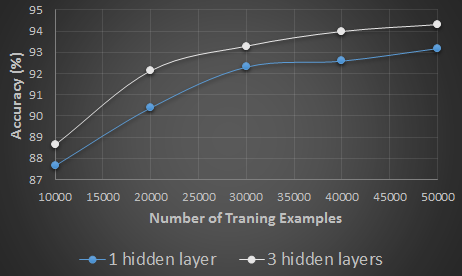 95
94
93
92
91
90
89
88
87
Accuracy (%)
10000 15000 20000 25000 30000 35000 40000 45000 50000
Number of Traning Examples
1 hidden layer 3 hidden layers